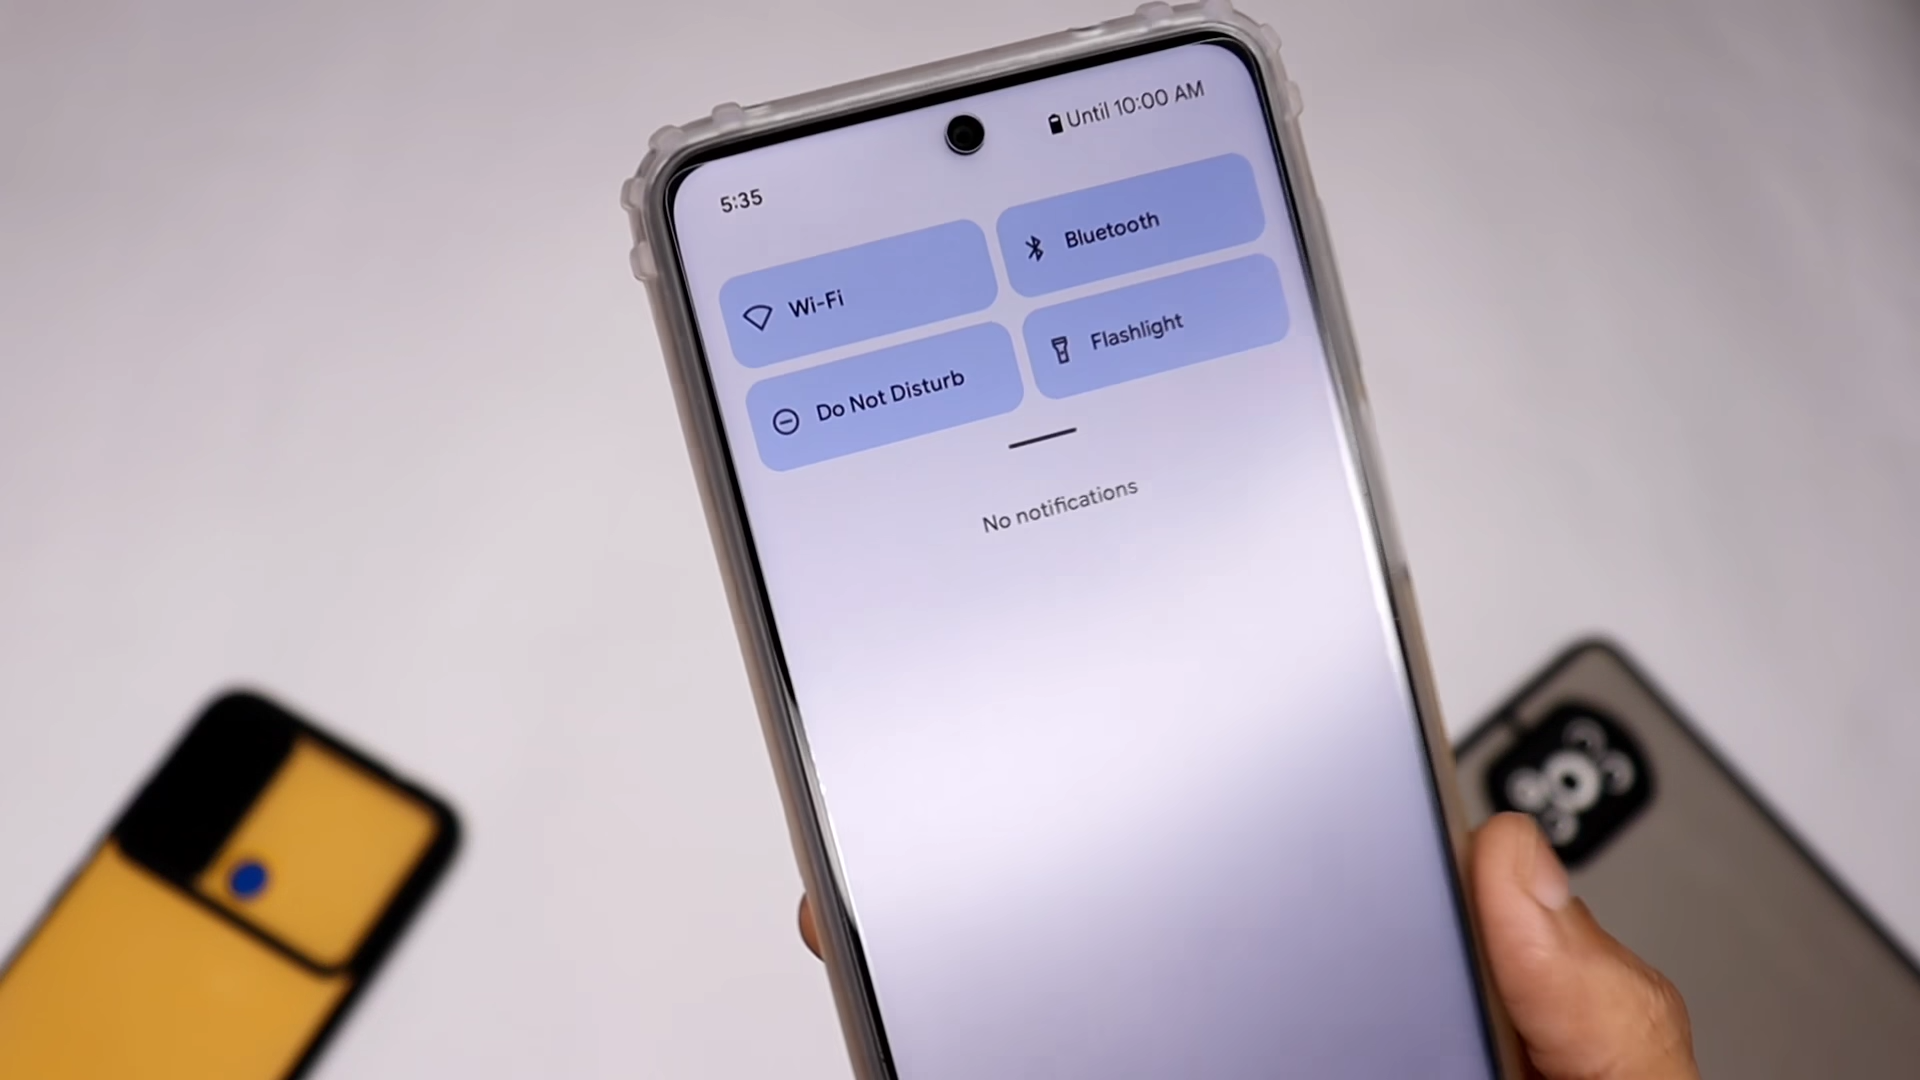 5:35
Until 10:00 AM
Wi-Fi
Bluetooth
Do Not Disturb
Flashlight
No notifications